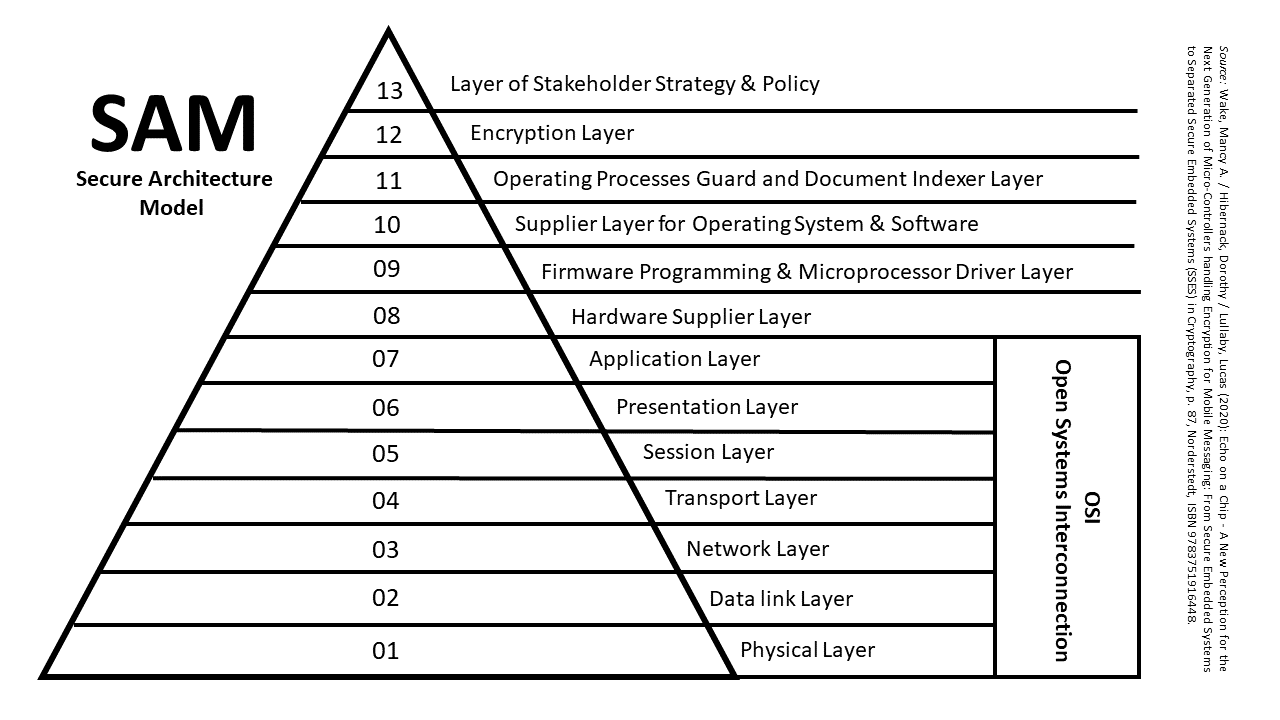 SAM
Secure Architecture
Model
13 Layer of Stakeholder Strategy & Policy
12 Encryption Layer
11 Operating Processes Guard and Document Indexer Layer
10 Supplier Layer for Operating System & Software
09 Firmware Programming & Microprocessor Driver Layer
08 Hardware Supplier Layer
07 Application Layer
06 Presentation Layer
05 Session Layer
04 Transport Layer
03 Network Layer
02 Data link Layer
01 Physical Layer
OSI
Open Systems Interconnection
Source: Wake, Mancy A. / Hibernack, Dorothy / Lullaby, Lucas (2020): Echo on a Chip - A New Perception for the
Next Generation of Micro-Controllers handling Encryption for Mobile Messaging: From Secure Embedded Systems
to Separated Secure Embedded Systems (SSES) in Cryptography, p. 87, Norderstedt, ISBN 9783751916448.